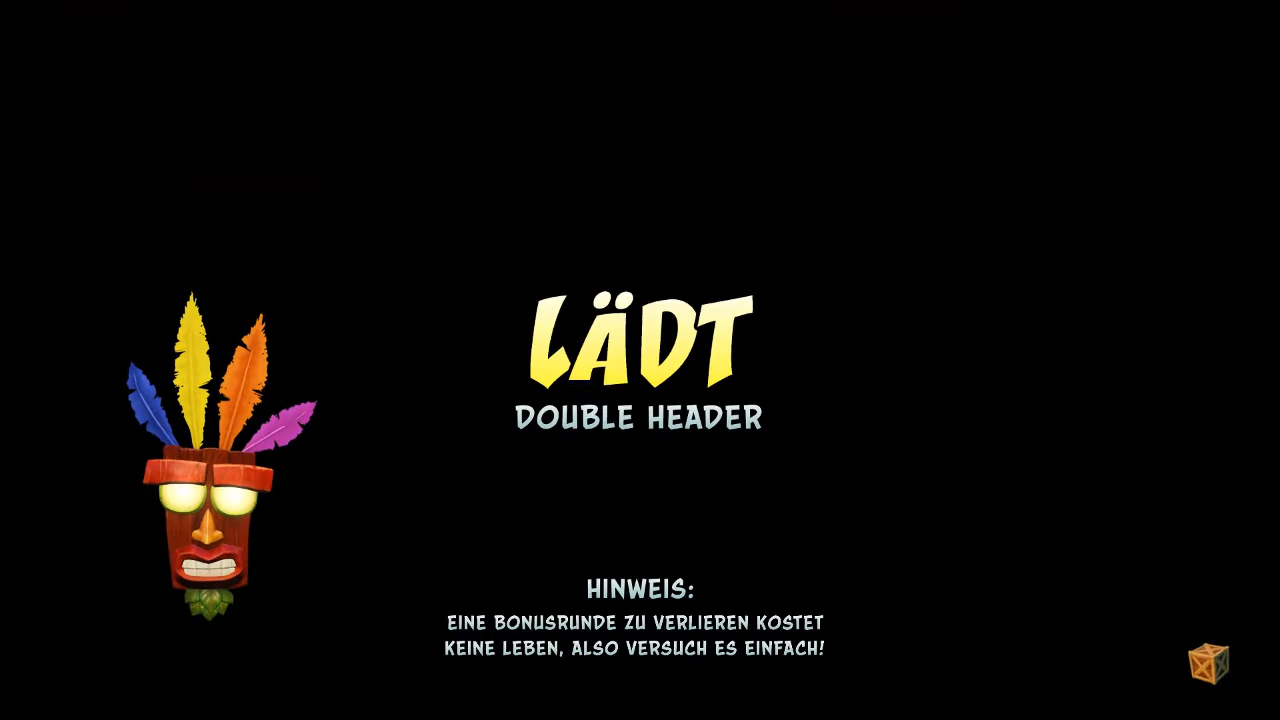 LÄDT
DOUBLE HEADER
HINWEIS:
EINE BONUSRUNDE ZU VERLIEREN KOSTET
KEINE LEBEN, ALSO VERSUCH ES EINFACH!